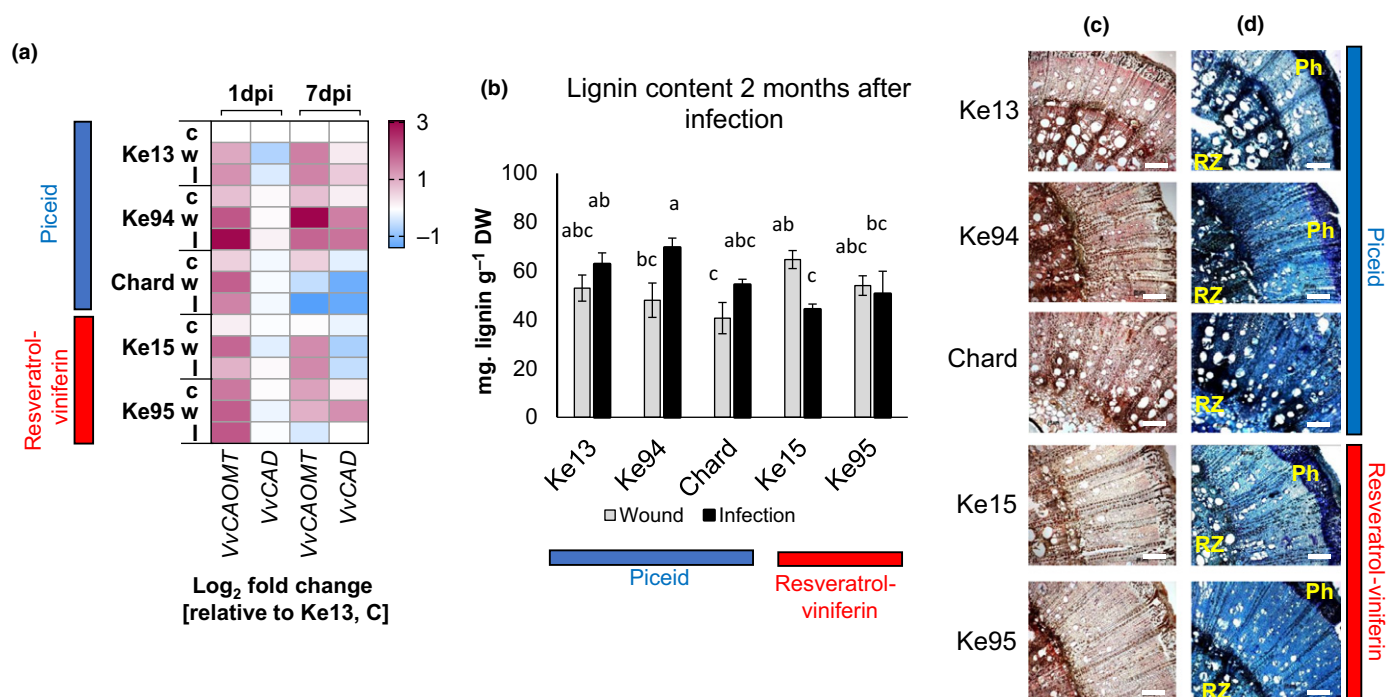 (a)
1dpi 7dpi
Piceid
Resveratrol-
viniferin
Ke13
c
w
I
Ke94
c
w
I
Chard
c
w
I
Ke15
c
w
I
Ke95
c
w
I
3
1
–1
VvCAOMT
VvCAD
VvCAOMT
VvCAD
Log2 fold change
[relative to Ke13, C]
(b)
Lignin content 2 months after
infection
mg. lignin g–1 DW
100
80
60
40
20
0
abc
ab
bc
a
c
abc
ab
c
abc
bc
Ke13
Ke94
Chard
Ke15
Ke95
Wound Infection
Piceid
Resveratrol-
viniferin
(c)
(d)
Ke13
Ph
RZ
Ke94
Ph
RZ
Chard
RZ
Ke15
Ph
RZ
Ke95
Ph
RZ
Piceid
Resveratrol-viniferin